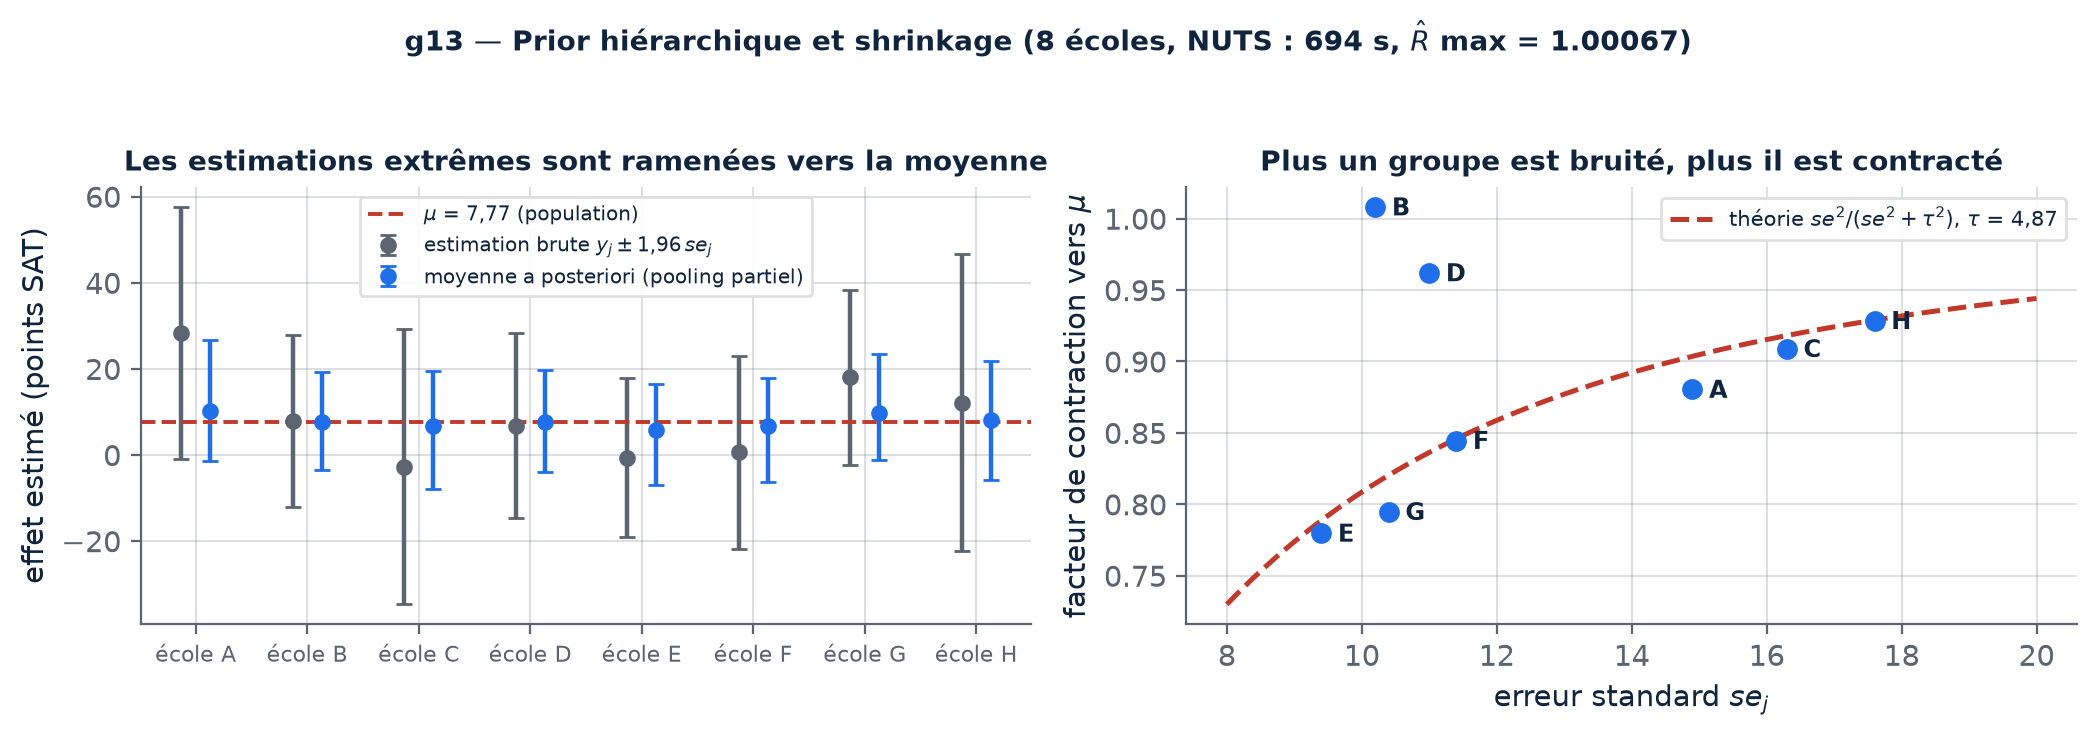 g13 — Prior hiérarchique et shrinkage (8 écoles, NUTS : 694 s, R̂ max = 1.00067)
Les estimations extrêmes sont ramenées vers la moyenne
effet estimé (points SAT)
60
40
20
0
−20
μ = 7,77 (population)
estimation brute yⱼ ± 1,96 seⱼ
moyenne a posteriori (pooling partiel)
école A
école B
école C
école D
école E
école F
école G
école H
Plus un groupe est bruité, plus il est contracté
facteur de contraction vers μ
1.00
0.95
0.90
0.85
0.80
0.75
théorie se²/(se² + τ²), τ = 4,87
B
D
H
C
A
F
G
E
8
10
12
14
16
18
20
erreur standard seⱼ